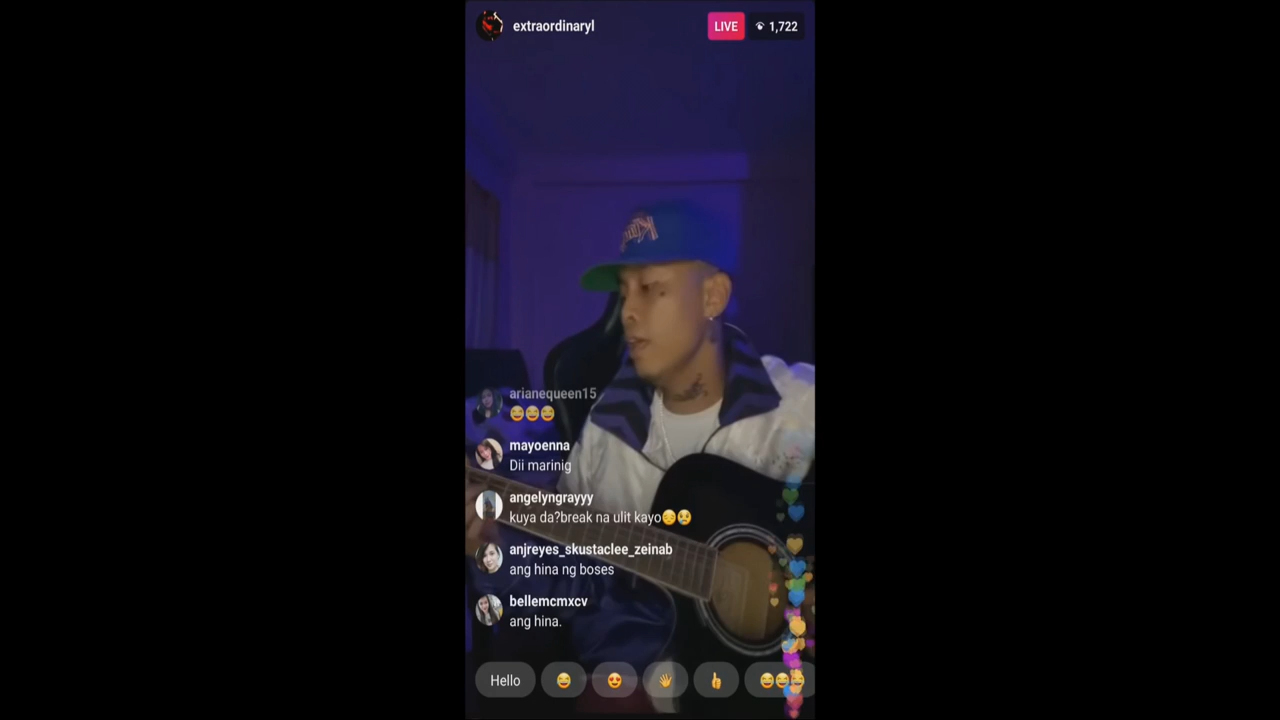 extraordinaryl
LIVE 1,722
arianequeen15
😂😂😂
mayoenna
Dii marinig
angelyngrayyy
kuya da?break na ulit kayo😔😢
anjreyes_skustaclee_zeinab
ang hina ng boses
bellemcmxcv
ang hina.
Hello 😂 😍 👋 👍 😂😂😂